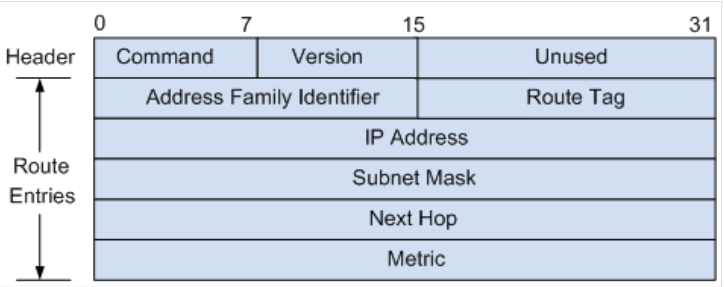 0 7 15 31
Header Command Version Unused
Address Family Identifier Route Tag
IP Address
Route Entries
Subnet Mask
Next Hop
Metric